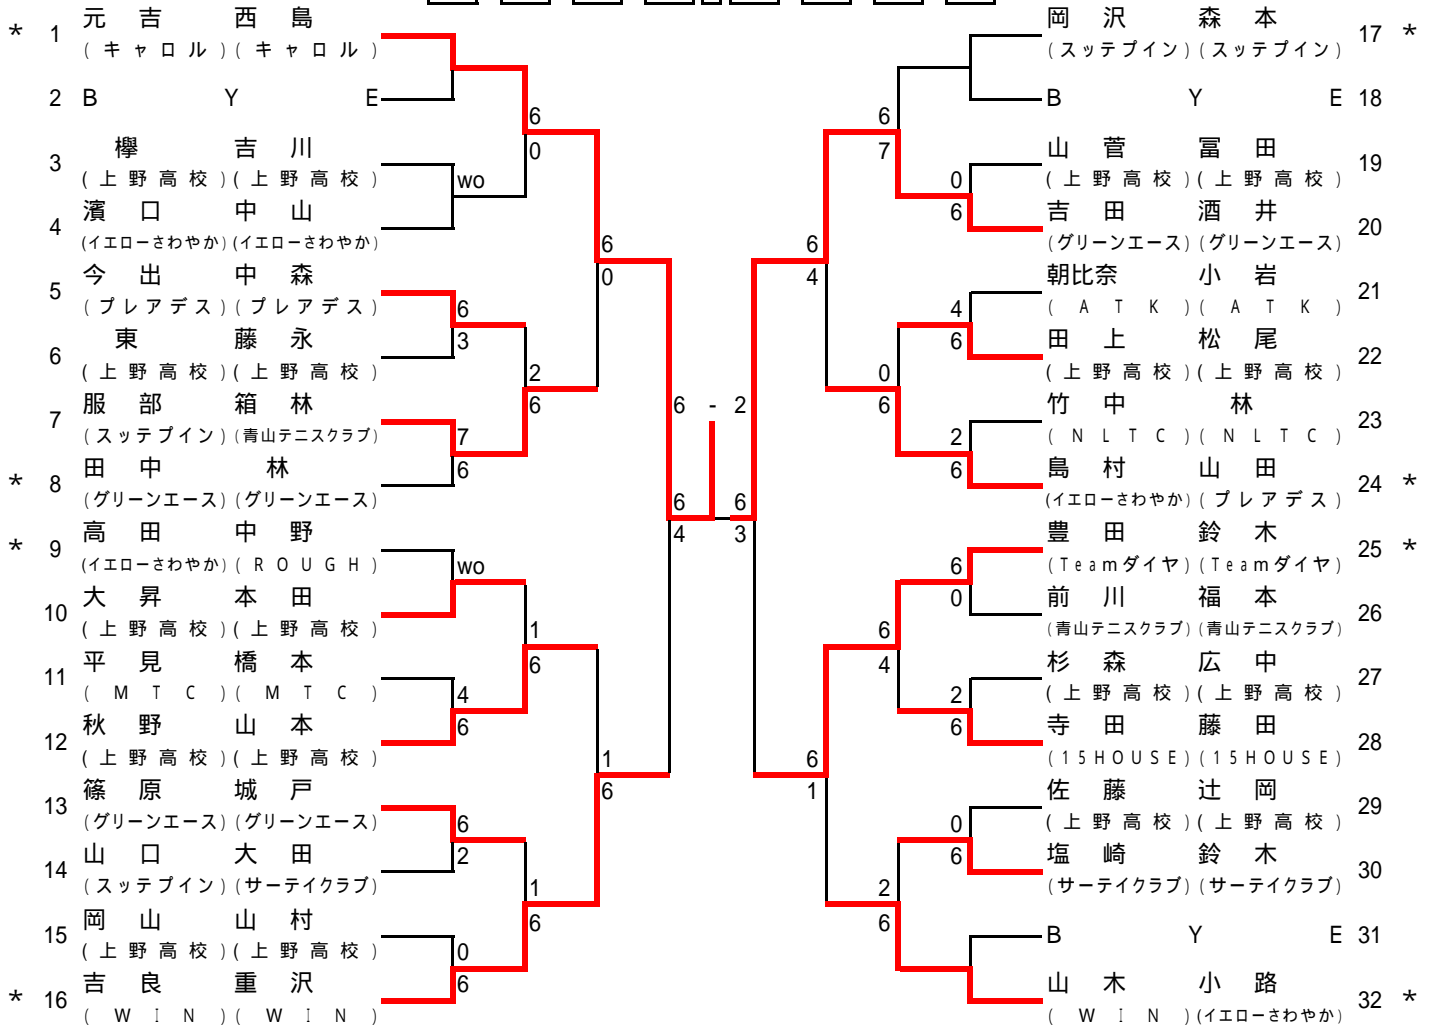 * 1 元 吉 西 島
(キャロル)(キャロル)
2 B Y E
3 欅 吉 川
(上野高校)(上野高校)
4 濱 口 中 山
(イエローさわやか)(イエローさわやか)
5 今 出 中 森
(プレアデス)(プレアデス)
6 東 藤 永
(上野高校)(上野高校)
7 服 部 箱 林
(スッテプイン)(青山テニスクラブ)
* 8 田 中 林
(グリーンエース)(グリーンエース)
* 9 高 田 中 野
(イエローさわやか)(ROUGH)
10 大 昇 本 田
(上野高校)(上野高校)
11 平 見 橋 本
(MTC)(MTC)
12 秋 野 山 本
(上野高校)(上野高校)
13 篠 原 城 戸
(グリーンエース)(グリーンエース)
14 山 口 大 田
(スッテプイン)(サーテイクラブ)
15 岡 山 山 村
(上野高校)(上野高校)
* 16 吉 良 重 沢
(WIN)(WIN)
wo
6
3
7
6
wo
4
6
6
2
0
6
6
0
2
6
1
6
1
6
6
0
1
6
6
4
6 - 2
6
3
6
4
6
1
6
7
0
6
6
4
2
6
0
6
4
6
2
6
6
0
2
6
0
6
岡 沢 森 本 17 *
(スッテプイン)(スッテプイン)
B Y E 18
山 菅 冨 田 19
(上野高校)(上野高校)
吉 田 酒 井 20
(グリーンエース)(グリーンエース)
朝比奈 小 岩 21
(ATK)(ATK)
田 上 松 尾 22
(上野高校)(上野高校)
竹 中 林 23
(NLTC)(NLTC)
島 村 山 田 24 *
(イエローさわやか)(プレアデス)
豊 田 鈴 木 25 *
(Teamダイヤ)(Teamダイヤ)
前 川 福 本 26
(青山テニスクラブ)(青山テニスクラブ)
杉 森 広 中 27
(上野高校)(上野高校)
寺 田 藤 田 28
(15HOUSE)(15HOUSE)
佐 藤 辻 岡 29
(上野高校)(上野高校)
塩 崎 鈴 木 30
(サーテイクラブ)(サーテイクラブ)
B Y E 31
山 木 小 路 32 *
(WIN)(イエローさわやか)